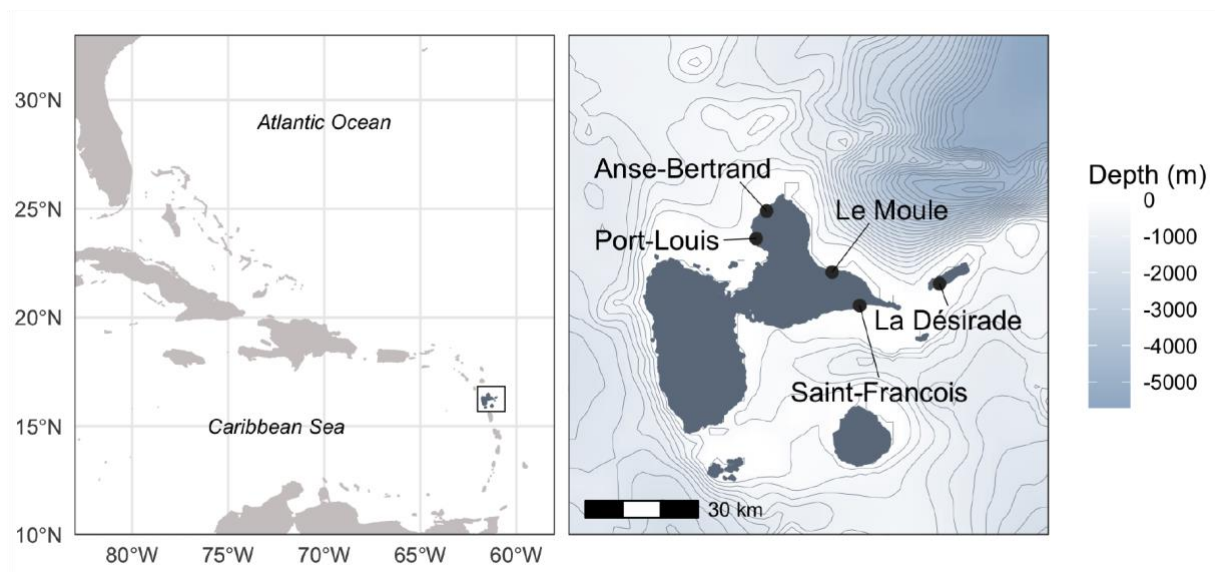 30°N
25°N
20°N
15°N
10°N
80°W
75°W
70°W
65°W
60°W
Atlantic Ocean
Caribbean Sea
Anse-Bertrand
Port-Louis
Le Moule
La Désirade
Saint-Francois
30 km
Depth (m)
0
-1000
-2000
-3000
-4000
-5000